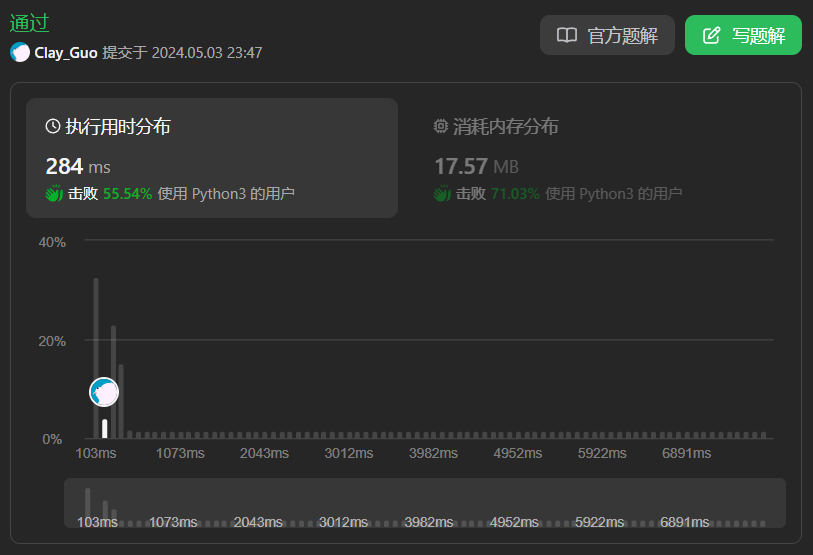 通过
官方题解
写题解
Clay_Guo 提交于 2024.05.03 23:47
执行用时分布
284 ms
击败 55.54% 使用 Python3 的用户
消耗内存分布
17.57 MB
击败 71.03% 使用 Python3 的用户
40%
20%
0%
103ms 1073ms 2043ms 3012ms 3982ms 4952ms 5922ms 6891ms
103ms 1073ms 2043ms 3012ms 3982ms 4952ms 5922ms 6891ms